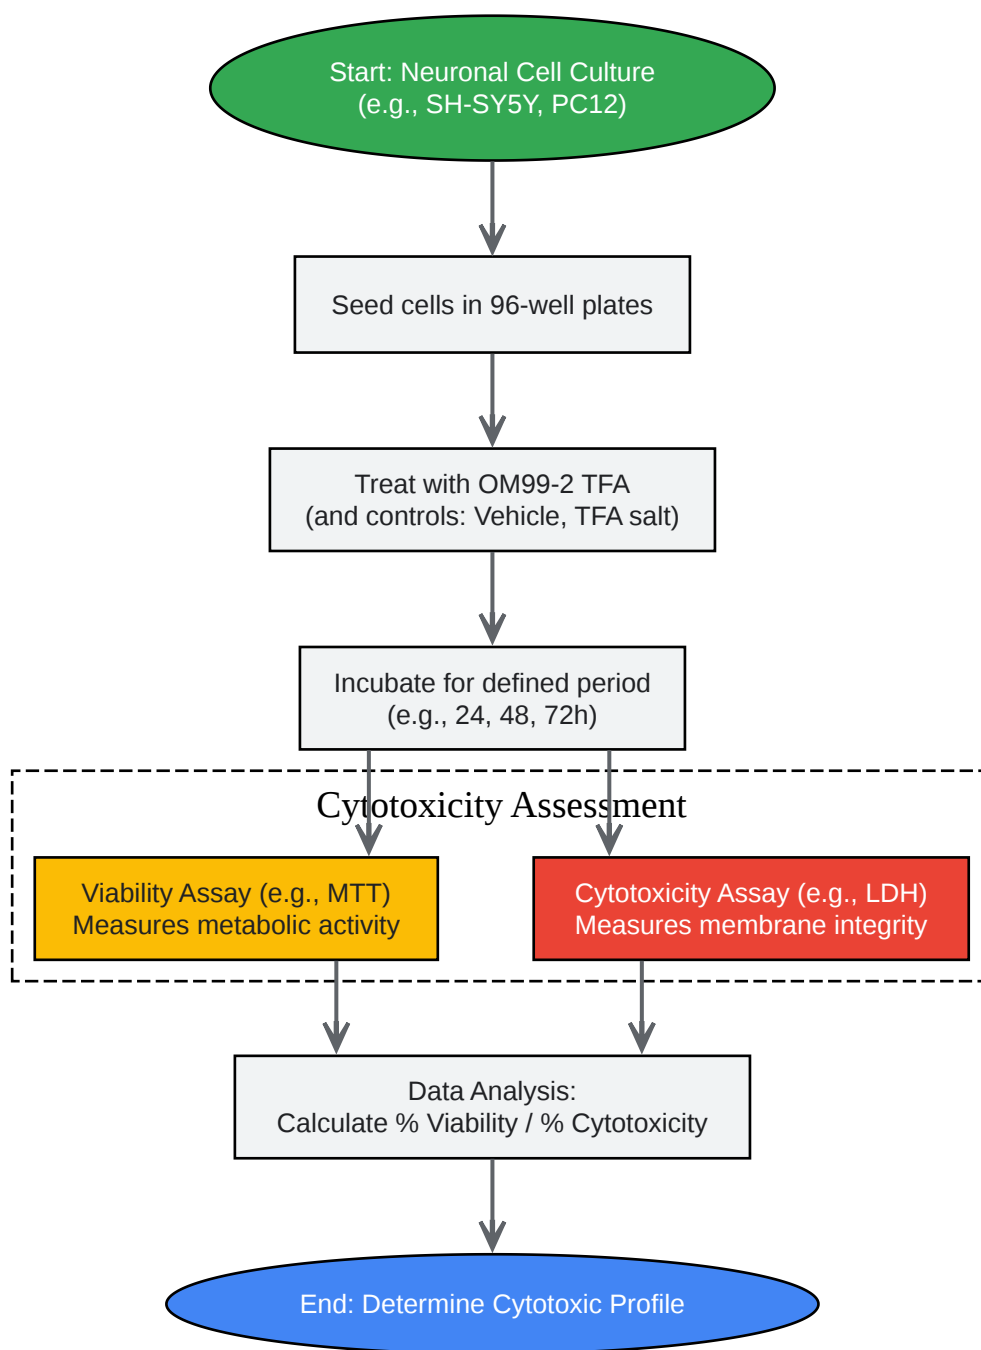 Start: Neuronal Cell Culture
(e.g., SH-SY5Y, PC12)
Seed cells in 96-well plates
Treat with OM99-2 TFA
(and controls: Vehicle, TFA salt)
Incubate for defined period
(e.g., 24, 48, 72h)
Cytotoxicity Assessment
Viability Assay (e.g., MTT)
Measures metabolic activity
Cytotoxicity Assay (e.g., LDH)
Measures membrane integrity
Data Analysis:
Calculate % Viability / % Cytotoxicity
End: Determine Cytotoxic Profile